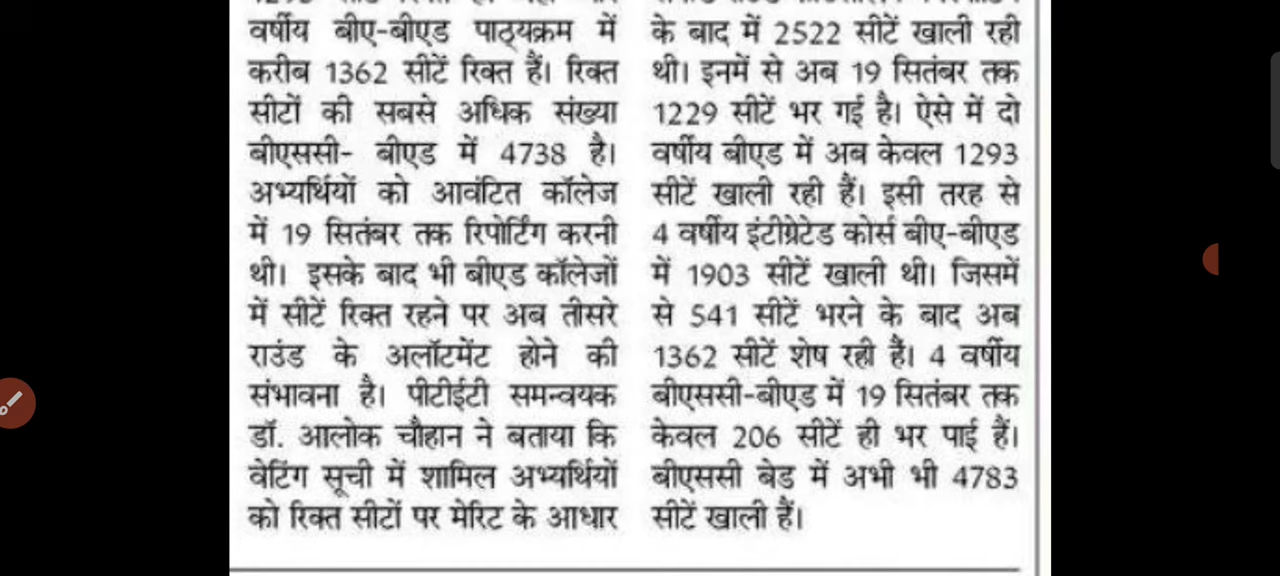 वर्षीय बीए-बीएड पाठ्यक्रम में
करीब 1362 सीटें रिक्त हैं। रिक्त
सीटों की सबसे अधिक संख्या
बीएससी- बीएड में 4738 है।
अभ्यर्थियों को आवंटित कॉलेज
में 19 सितंबर तक रिपोर्टिंग करनी
थी। इसके बाद भी बीएड कॉलेजों
में सीटें रिक्त रहने पर अब तीसरे
राउंड के अलॉटमेंट होने की
संभावना है। पीटीईटी समन्वयक
डॉ. आलोक चौहान ने बताया कि
वेटिंग सूची में शामिल अभ्यर्थियों
को रिक्त सीटों पर मेरिट के आधार
के बाद में 2522 सीटें खाली रही
थी। इनमें से अब 19 सितंबर तक
1229 सीटें भर गई है। ऐसे में दो
वर्षीय बीएड में अब केवल 1293
सीटें खाली रही हैं। इसी तरह से
4 वर्षीय इंटीग्रेटेड कोर्स बीए-बीएड
में 1903 सीटें खाली थी। जिसमें
से 541 सीटें भरने के बाद अब
1362 सीटें शेष रही हैं। 4 वर्षीय
बीएससी-बीएड में 19 सितंबर तक
केवल 206 सीटें ही भर पाई हैं।
बीएससी बेड में अभी भी 4783
सीटें खाली हैं।